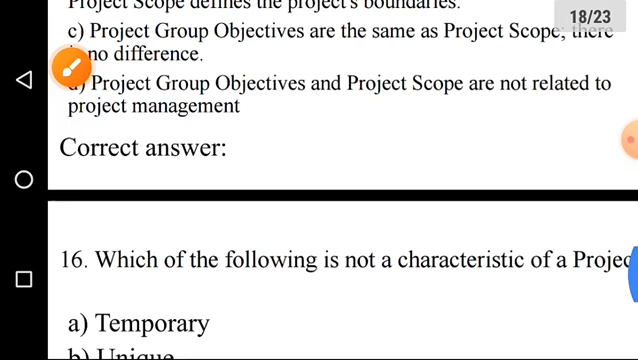 Project Scope defines the project's boundaries.
18/23
c) Project Group Objectives are the same as Project Scope; there
no difference.
Project Group Objectives and Project Scope are not related to
project management
Correct answer:
16. Which of the following is not a characteristic of a Projec
a) Temporary
b) Unique